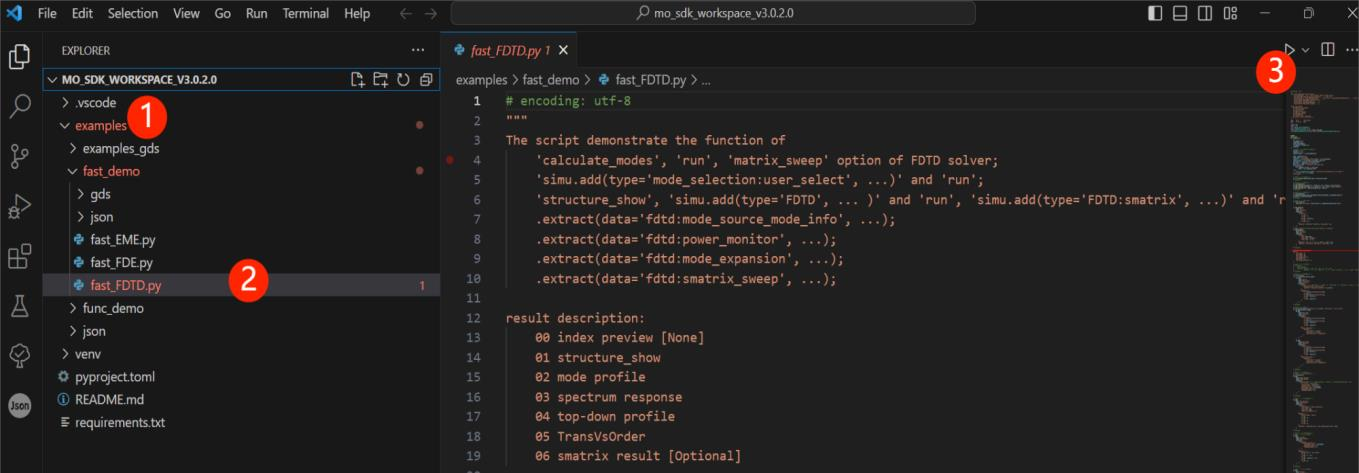 File Edit Selection View Go Run Terminal Help
mo_sdk_workspace_v3.0.2.0
EXPLORER
MO_SDK_WORKSPACE_V3.0.2.0
.vscode
examples
1
examples_gds
fast_demo
gds
json
fast_EME.py
fast_FDE.py
fast_FDTD.py 1
2
func_demo
json
venv
pyproject.toml
README.md
requirements.txt
Json
fast_FDTD.py 1
3
examples > fast_demo > fast_FDTD.py > ...
1 # encoding: utf-8
2 """
3 The script demonstrate the function of
4 'calculate_modes', 'run', 'matrix_sweep' option of FDTD solver;
5 'simu.add(type='mode_selection:user_select', ...)' and 'run';
6 'structure_show', 'simu.add(type='FDTD', ... )' and 'run', 'simu.add(type='FDTD:smatrix', ...)' and 'r
7 .extract(data='fdtd:mode_source_mode_info', ...);
8 .extract(data='fdtd:power_monitor', ...);
9 .extract(data='fdtd:mode_expansion', ...);
10 .extract(data='fdtd:smatrix_sweep', ...);
11
12 result description:
13 00 index preview [None]
14 01 structure_show
15 02 mode profile
16 03 spectrum response
17 04 top-down profile
18 05 TransVsOrder
19 06 smatrix result [Optional]